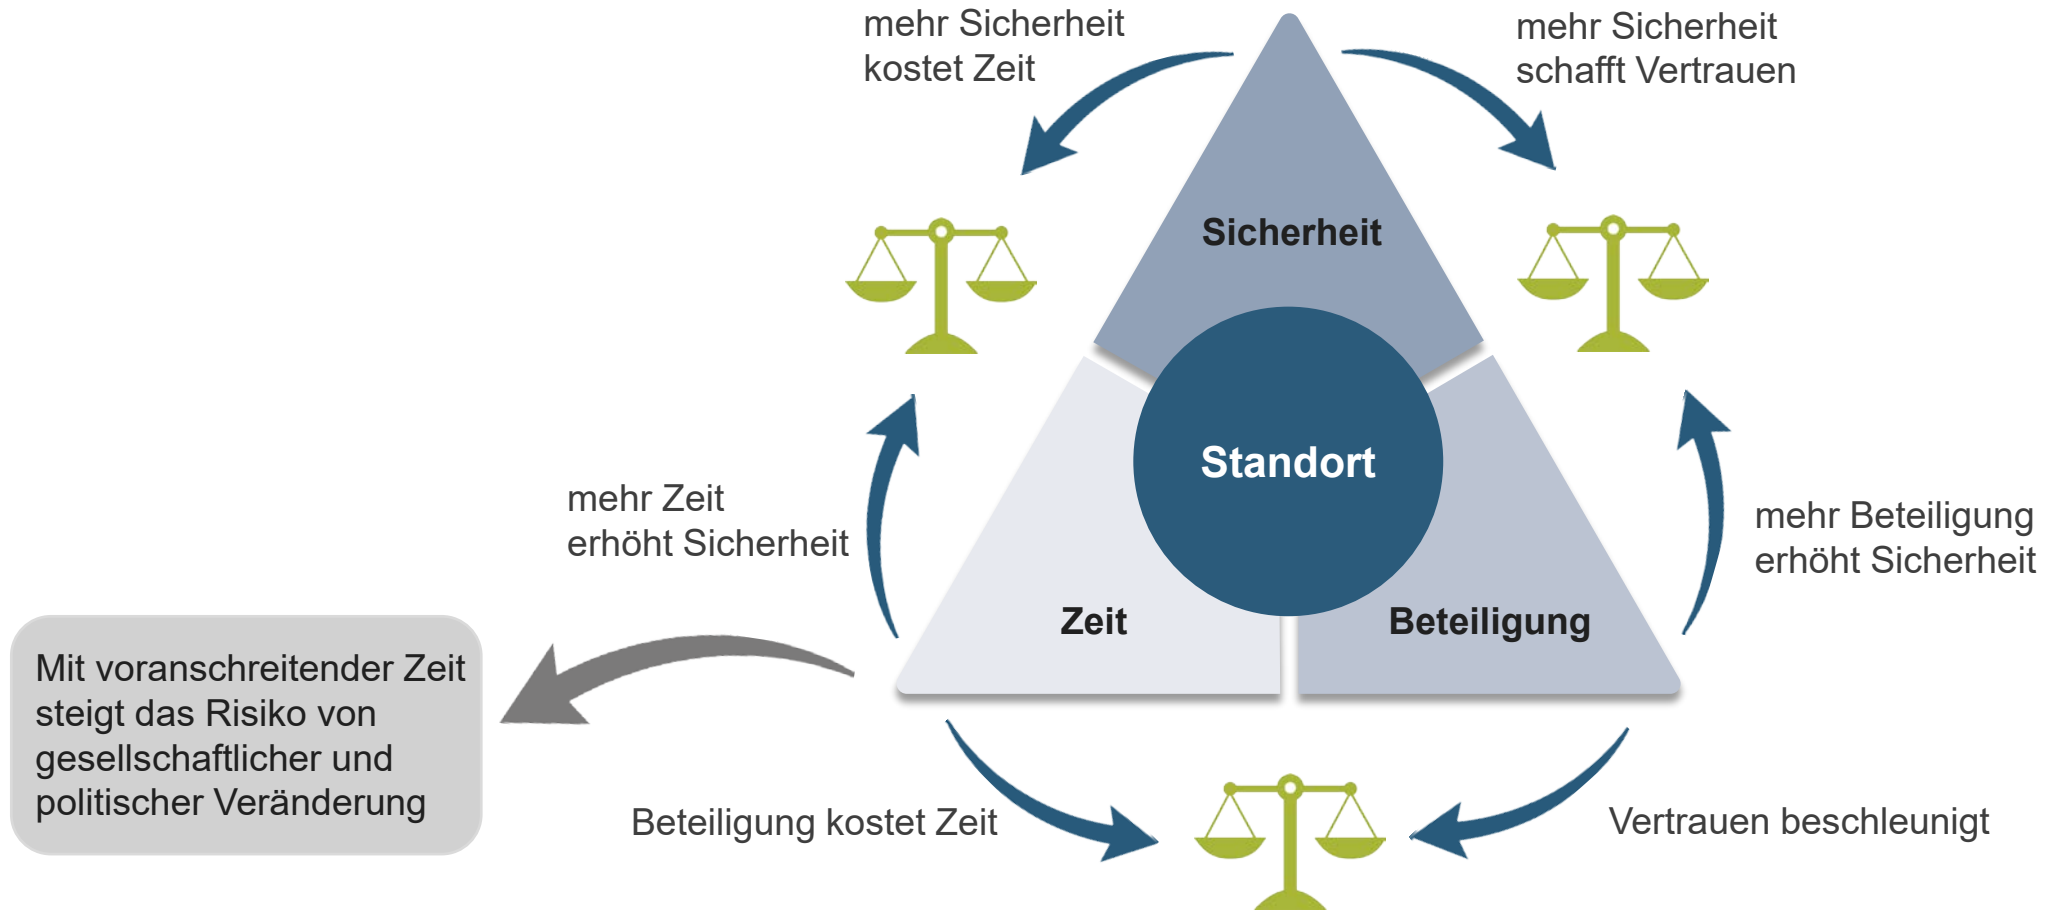 mehr Sicherheit
kostet Zeit
mehr Sicherheit
schafft Vertrauen
Sicherheit
Standort
mehr Zeit
erhöht Sicherheit
mehr Beteiligung
erhöht Sicherheit
Zeit
Beteiligung
Mit voranschreitender Zeit
steigt das Risiko von
gesellschaftlicher und
politischer Veränderung
Beteiligung kostet Zeit
Vertrauen beschleunigt